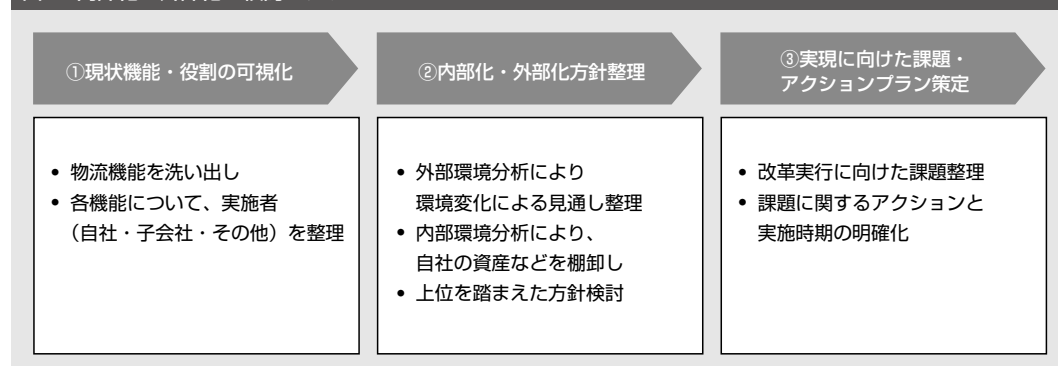 ①現状機能・役割の可視化
②内部化・外部化方針整理
③実現に向けた課題・
アクションプラン策定
• 物流機能を洗い出し
• 各機能について、実施者
（自社・子会社・その他）を整理
• 外部環境分析により
環境変化による見通し整理
• 内部環境分析により、
自社の資産などを棚卸し
• 上位を踏まえた方針検討
• 改革実行に向けた課題整理
• 課題に関するアクションと
実施時期の明確化